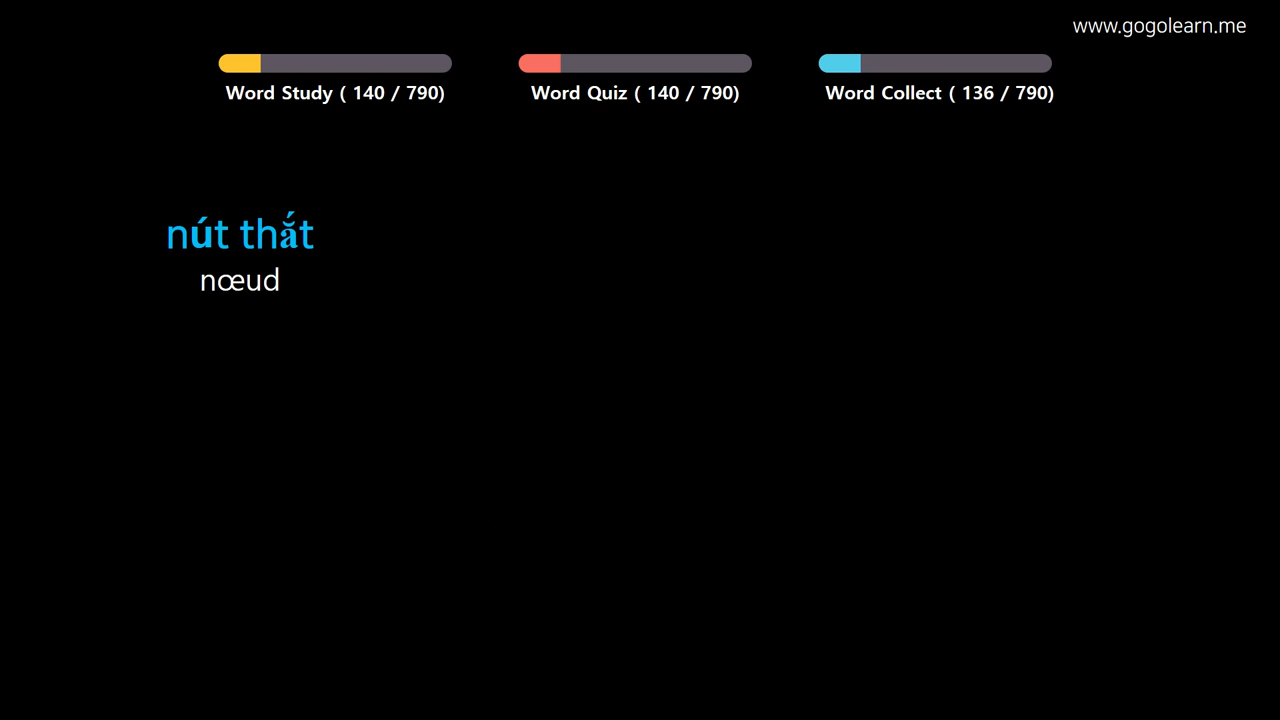 www.gogolearn.me
Word Study ( 140 / 790)
Word Quiz ( 140 / 790)
Word Collect ( 136 / 790)
nút thắt
nœud